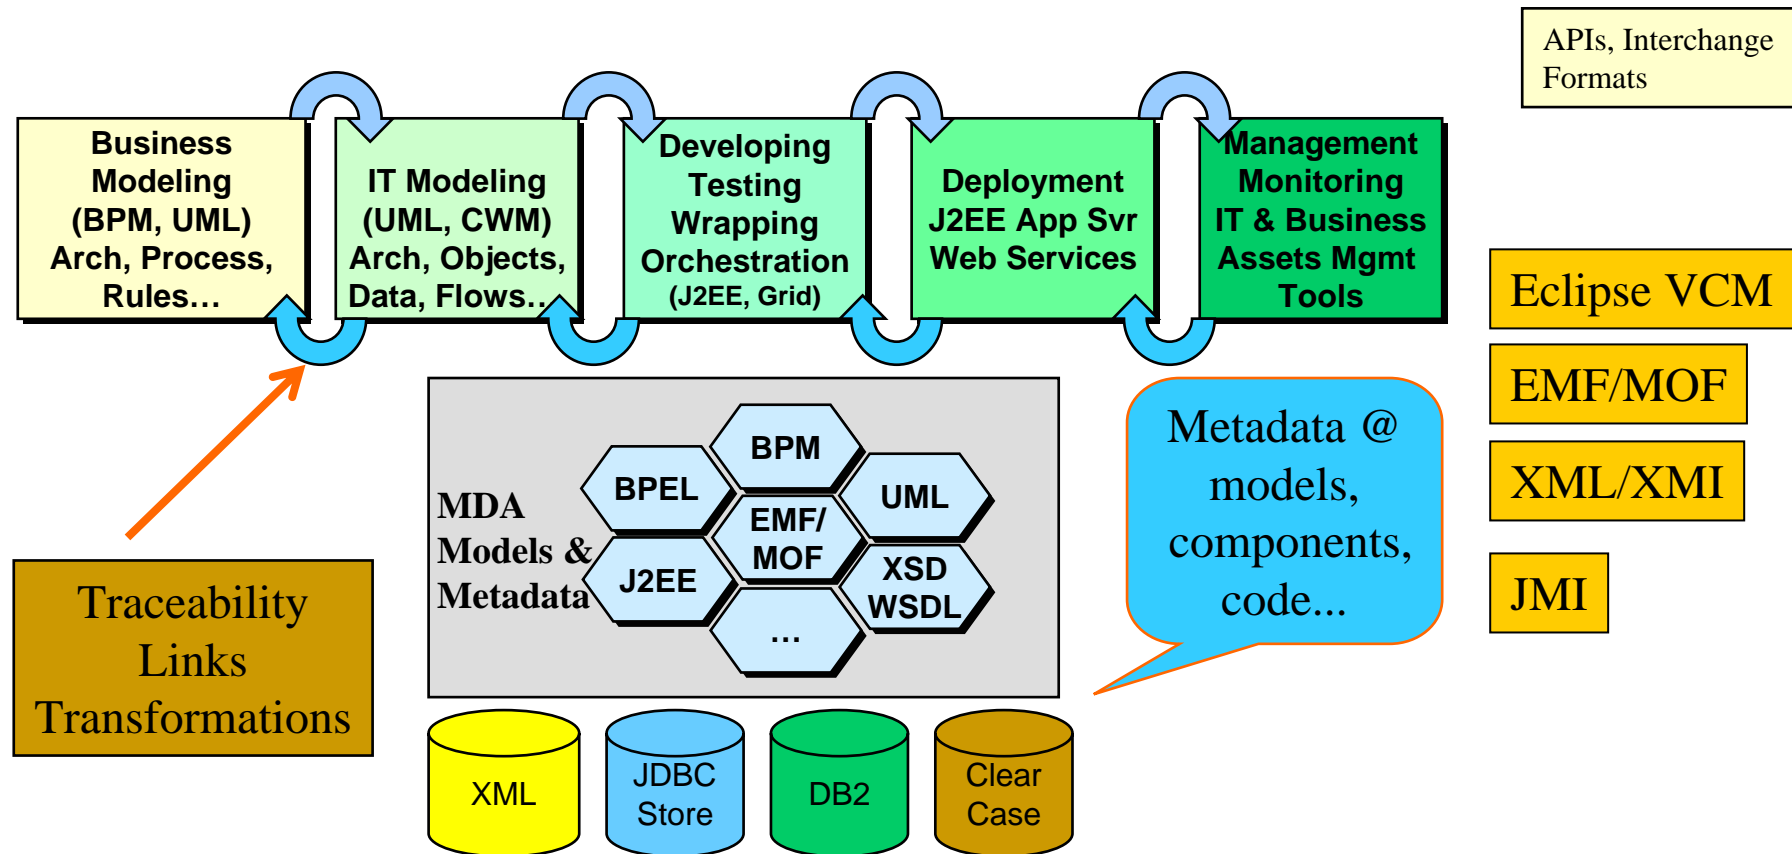 APIs, Interchange
Formats
Business
Modeling
(BPM, UML)
Arch, Process,
Rules…
IT Modeling
(UML, CWM)
Arch, Objects,
Data, Flows…
Developing
Testing
Wrapping
Orchestration
(J2EE, Grid)
Deployment
J2EE App Svr
Web Services
Management
Monitoring
IT & Business
Assets Mgmt
Tools
Eclipse VCM
EMF/MOF
XML/XMI
JMI
MDA
Models &
Metadata
BPM
BPEL
UML
EMF/
MOF
J2EE
XSD
WSDL
…
Metadata @
models,
components,
code...
Traceability
Links
Transformations
XML
JDBC
Store
DB2
Clear
Case